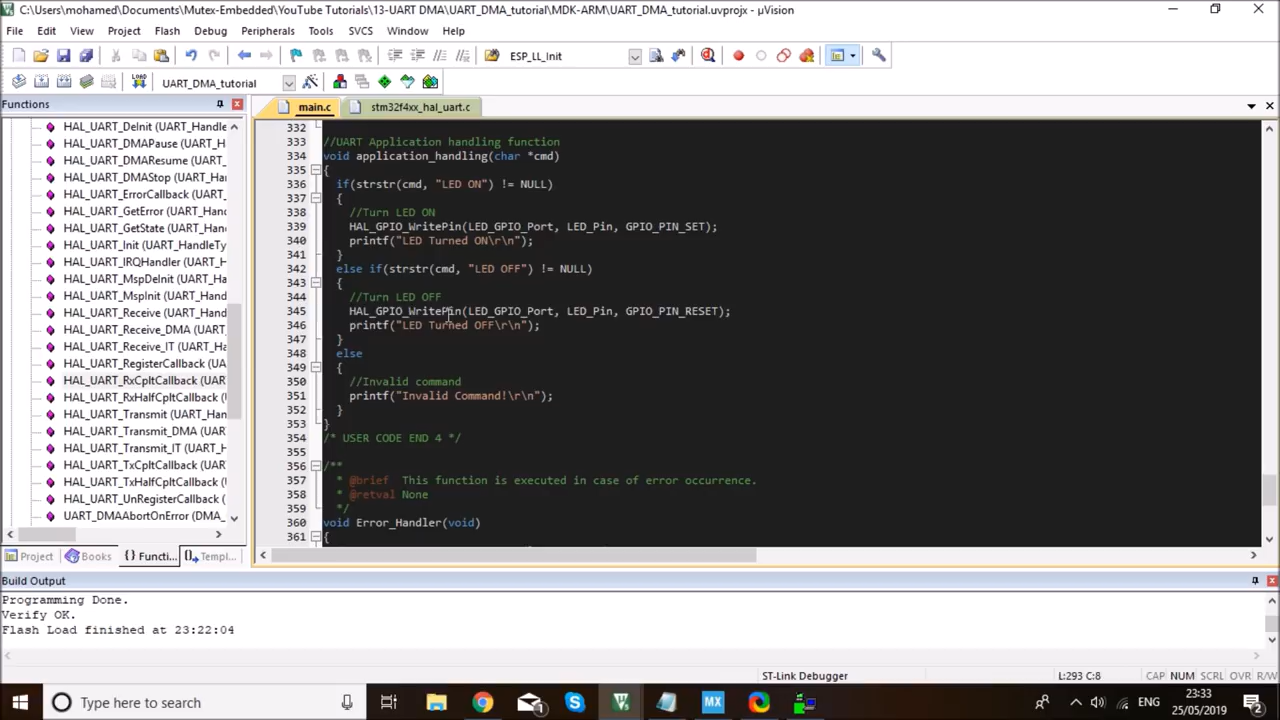 C:\Users\mohamed\Documents\Mutex-Embedded\YouTube Tutorials\13-UART DMA\UART_DMA_tutorial\MDK-ARM\UART_DMA_tutorial.uvprojx - µVision
File Edit View Project Flash Debug Peripherals Tools SVCS Window Help
ESP_LL_Init
LOAD UART_DMA_tutorial
Functions
main.c stm32f4xx_hal_uart.c
HAL_UART_DeInit (UART_Handle
HAL_UART_DMAPause (UART_H
HAL_UART_DMAResume (UART_
HAL_UART_DMAStop (UART_Ha
HAL_UART_ErrorCallback (UART_
HAL_UART_GetError (UART_Hand
HAL_UART_GetState (UART_Hand
HAL_UART_Init (UART_HandleTy
HAL_UART_IRQHandler (UART_H
HAL_UART_MspDeInit (UART_Ha
HAL_UART_MspInit (UART_Hand
HAL_UART_Receive (UART_Hand
HAL_UART_Receive_DMA (UART
HAL_UART_Receive_IT (UART_Ha
HAL_UART_RegisterCallback (UAR
HAL_UART_RxCpltCallback (UAR
HAL_UART_RxHalfCpltCallback (U
HAL_UART_Transmit (UART_Han
HAL_UART_Transmit_DMA (UAR
HAL_UART_Transmit_IT (UART_H
HAL_UART_TxCpltCallback (UART
HAL_UART_TxHalfCpltCallback (U
HAL_UART_UnRegisterCallback (
UART_DMAAbortOnError (DMA_
Project Books {} Functi... Templ...
332
333 //UART Application handling function
334 void application_handling(char *cmd)
335 {
336 if(strstr(cmd, "LED ON") != NULL)
337 {
338 //Turn LED ON
339 HAL_GPIO_WritePin(LED_GPIO_Port, LED_Pin, GPIO_PIN_SET);
340 printf("LED Turned ON\r\n");
341 }
342 else if(strstr(cmd, "LED OFF") != NULL)
343 {
344 //Turn LED OFF
345 HAL_GPIO_WritePin(LED_GPIO_Port, LED_Pin, GPIO_PIN_RESET);
346 printf("LED Turned OFF\r\n");
347 }
348 else
349 {
350 //Invalid command
351 printf("Invalid Command!\r\n");
352 }
353 }
354 /* USER CODE END 4 */
355
356 /**
357 * @brief This function is executed in case of error occurrence.
358 * @retval None
359 */
360 void Error_Handler(void)
361 {
Build Output
Programming Done.
Verify OK.
Flash Load finished at 23:22:04
ST-Link Debugger L:293 C:8 CAP NUM SCRL OVR R/W
Type here to search
MX
ENG
23:33
25/05/2019
2